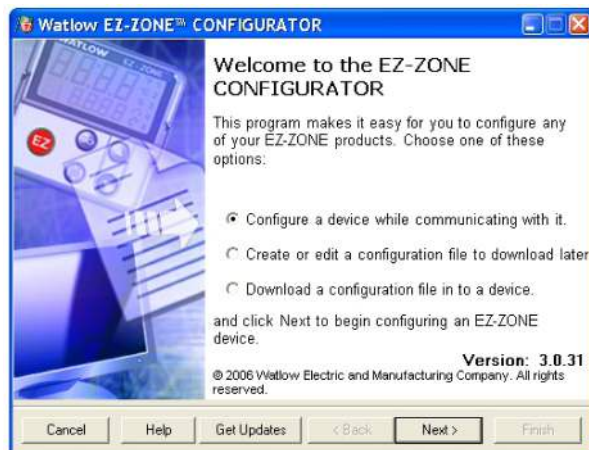 Watlow EZ-ZONE™ CONFIGURATOR
WATLOW
EZ-ZONE
EZ
Welcome to the EZ-ZONE
CONFIGURATOR
This program makes it easy for you to configure any
of your EZ-ZONE products. Choose one of these
options:
Configure a device while communicating with it.
Create or edit a configuration file to download later
Download a configuration file in to a device.
and click Next to begin configuring an EZ-ZONE
device.
Version: 3.0.31
© 2006 Watlow Electric and Manufacturing Company. All rights
reserved.
Cancel Help Get Updates < Back Next > Finish